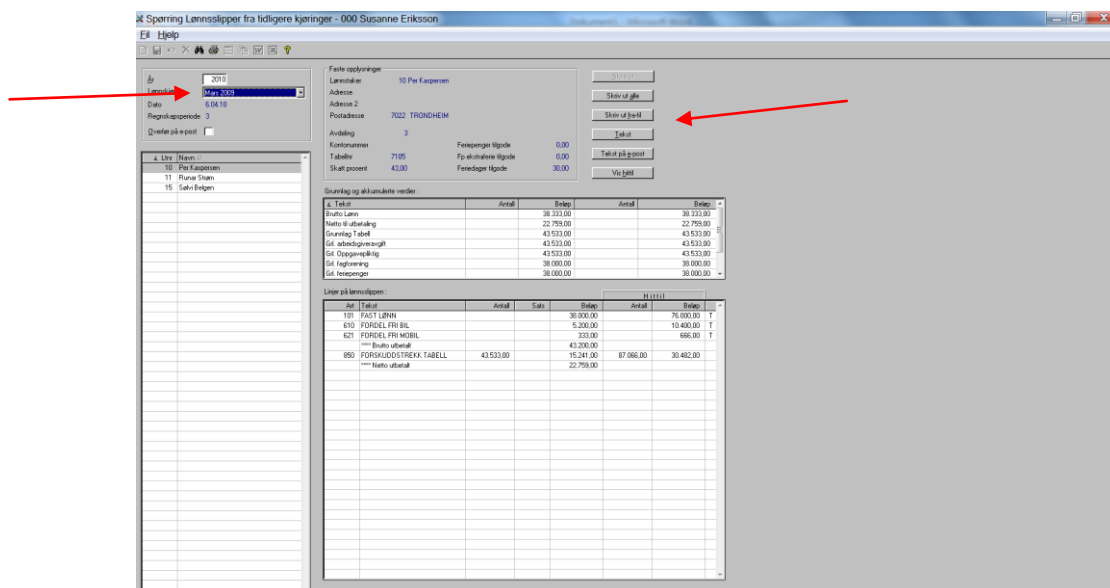 Spørring Lønnsslipper fra tidligere kjøringer - 000 Susanne Eriksson
Fil Hjelp
År 2010
Mars 2009
Dato 6.04.10
Regnskapsperiode 3
Overfør på e-post
Ltnr Navn
10 Per Kaspersen
11 Runar Strøm
15 Sølvi Belgen
Faste opplysninger
Lønnstaker 10 Per Kaspersen
Adresse
Adresse 2
Postadresse 7022 TRONDHEIM
Avdeling 3
Kontonummer Feriepenger tilgode 0,00
Tabellnr 7105 Fp ekstraferie tilgode 0,00
Skatt prosent 43,00 Feriedager tilgode 30,00
Skriv ut
Skriv ut alle
Skriv ut fra-til
Tekst
Tekst på e-post
Vis hittil
Grunnlag og akkumulerte verdier :
Tekst Antall Beløp Antall Beløp
Brutto Lønn 38.333,00 38.333,00
Netto til utbetaling 22.759,00 22.759,00
Grunnlag Tabell 43.533,00 43.533,00
Grl. arbeidsgiveravgift 43.533,00 43.533,00
Grl. Oppgavepliktig 43.533,00 43.533,00
Grl. fagforening 38.000,00 38.000,00
Grl. feriepenger 38.000,00 38.000,00
Linjer på lønnsslippen :
Hittil
Art Tekst Antall Sats Beløp Antall Beløp
101 FAST LØNN 38.000,00 76.000,00 T
610 FORDEL FRI BIL 5.200,00 10.400,00 T
621 FORDEL FRI MOBIL 333,00 666,00 T
**** Brutto utbetalt 43.200,00
850 FORSKUDDSTREKK TABELL 43.533,00 15.241,00 87.066,00 30.482,00
**** Netto utbetalt 22.759,00